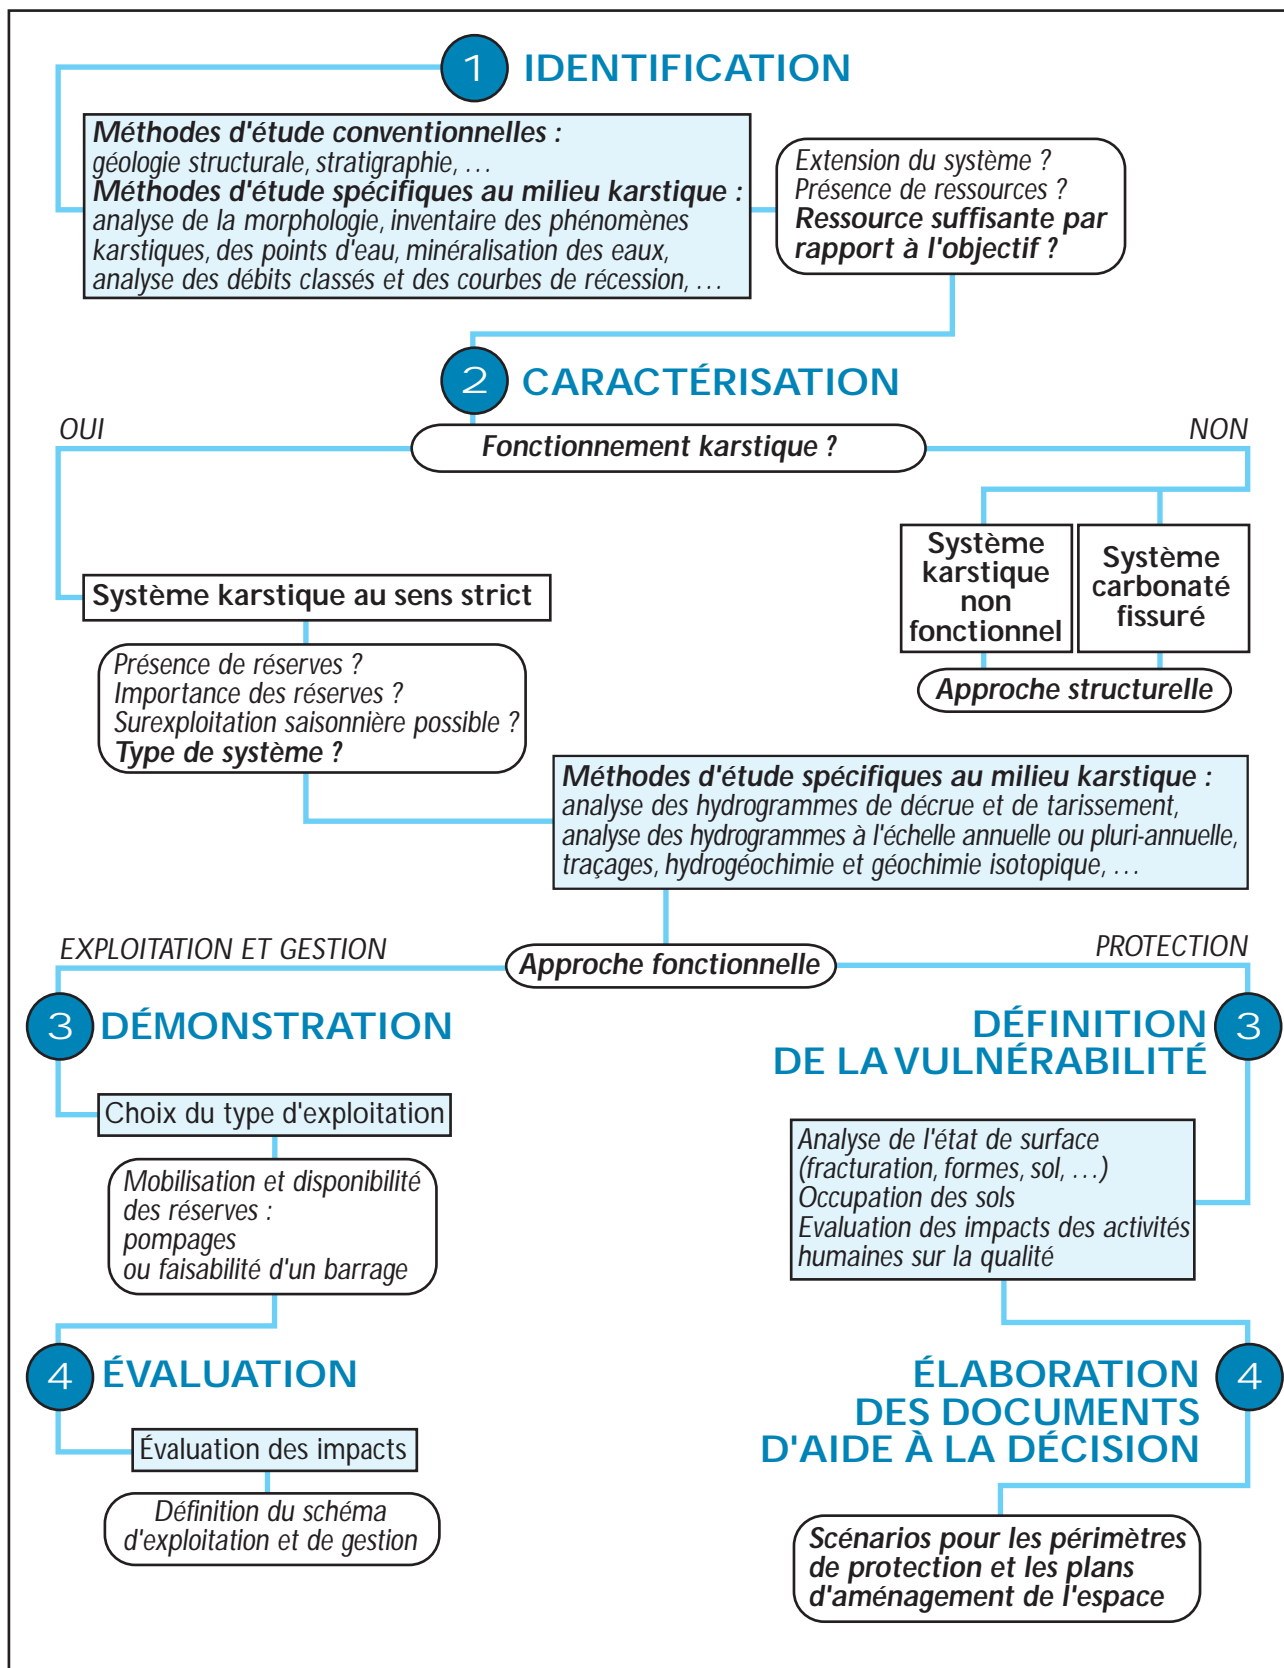 1 IDENTIFICATION
Méthodes d'étude conventionnelles :
géologie structurale, stratigraphie, ...
Méthodes d'étude spécifiques au milieu karstique :
analyse de la morphologie, inventaire des phénomènes
karstiques, des points d'eau, minéralisation des eaux,
analyse des débits classés et des courbes de récession, ...
Extension du système ?
Présence de ressources ?
Ressource suffisante par
rapport à l'objectif ?
2 CARACTÉRISATION
OUI
Fonctionnement karstique ?
NON
Système karstique au sens strict
Système
karstique
non
fonctionnel
Système
carbonaté
fissuré
Approche structurelle
Présence de réserves ?
Importance des réserves ?
Surexploitation saisonnière possible ?
Type de système ?
Méthodes d'étude spécifiques au milieu karstique :
analyse des hydrogrammes de décrue et de tarissement,
analyse des hydrogrammes à l'échelle annuelle ou pluri-annuelle,
traçages, hydrogéochimie et géochimie isotopique, ...
EXPLOITATION ET GESTION
Approche fonctionnelle
PROTECTION
3 DÉMONSTRATION
Choix du type d'exploitation
Mobilisation et disponibilité
des réserves :
pompages
ou faisabilité d'un barrage
4 ÉVALUATION
Évaluation des impacts
Définition du schéma
d'exploitation et de gestion
DÉFINITION 3
DE LA VULNÉRABILITÉ
Analyse de l'état de surface
(fracturation, formes, sol, ...)
Occupation des sols
Evaluation des impacts des activités
humaines sur la qualité
ÉLABORATION 4
DES DOCUMENTS
D'AIDE À LA DÉCISION
Scénarios pour les périmètres
de protection et les plans
d'aménagement de l'espace